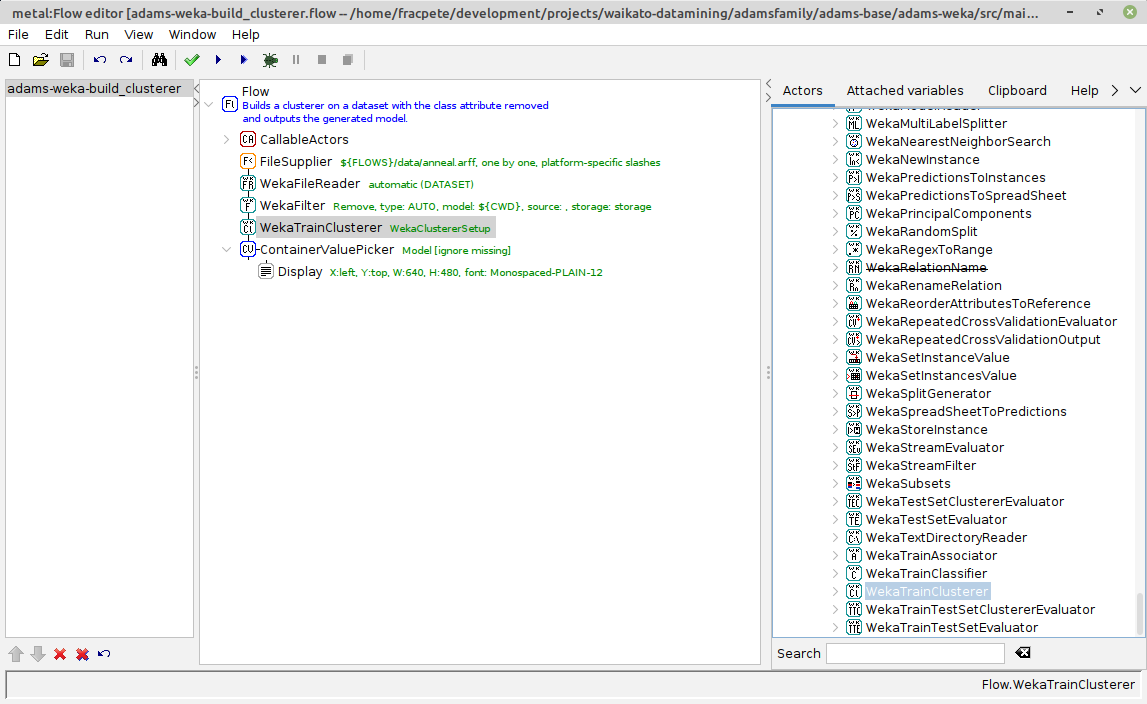 metal:Flow editor [adams-weka-build_clusterer.flow -- /home/fracpete/development/projects/waikato-datamining/adamsfamily/adams-base/adams-weka/src/mai...
File Edit Run View Window Help
adams-weka-build_clusterer
Flow
Builds a clusterer on a dataset with the class attribute removed
and outputs the generated model.
CallableActors
FileSupplier ${FLOWS}/data/anneal.arff, one by one, platform-specific slashes
WekaFileReader automatic (DATASET)
WekaFilter Remove, type: AUTO, model: ${CWD}, source: , storage: storage
WekaTrainClusterer WekaClustererSetup
ContainerValuePicker Model [ignore missing]
Display X:left, Y:top, W:640, H:480, font: Monospaced-PLAIN-12
Actors Attached variables Clipboard Help
WekaMultiLabelSplitter
WekaNearestNeighborSearch
WekaNewInstance
WekaPredictionsToInstances
WekaPredictionsToSpreadSheet
WekaPrincipalComponents
WekaRandomSplit
WekaRegexToRange
WekaRelationName
WekaRenameRelation
WekaReorderAttributesToReference
WekaRepeatedCrossValidationEvaluator
WekaRepeatedCrossValidationOutput
WekaSetInstanceValue
WekaSetInstancesValue
WekaSplitGenerator
WekaSpreadSheetToPredictions
WekaStoreInstance
WekaStreamEvaluator
WekaStreamFilter
WekaSubsets
WekaTestSetClustererEvaluator
WekaTestSetEvaluator
WekaTextDirectoryReader
WekaTrainAssociator
WekaTrainClassifier
WekaTrainClusterer
WekaTrainTestSetClustererEvaluator
WekaTrainTestSetEvaluator
Search
Flow.WekaTrainClusterer